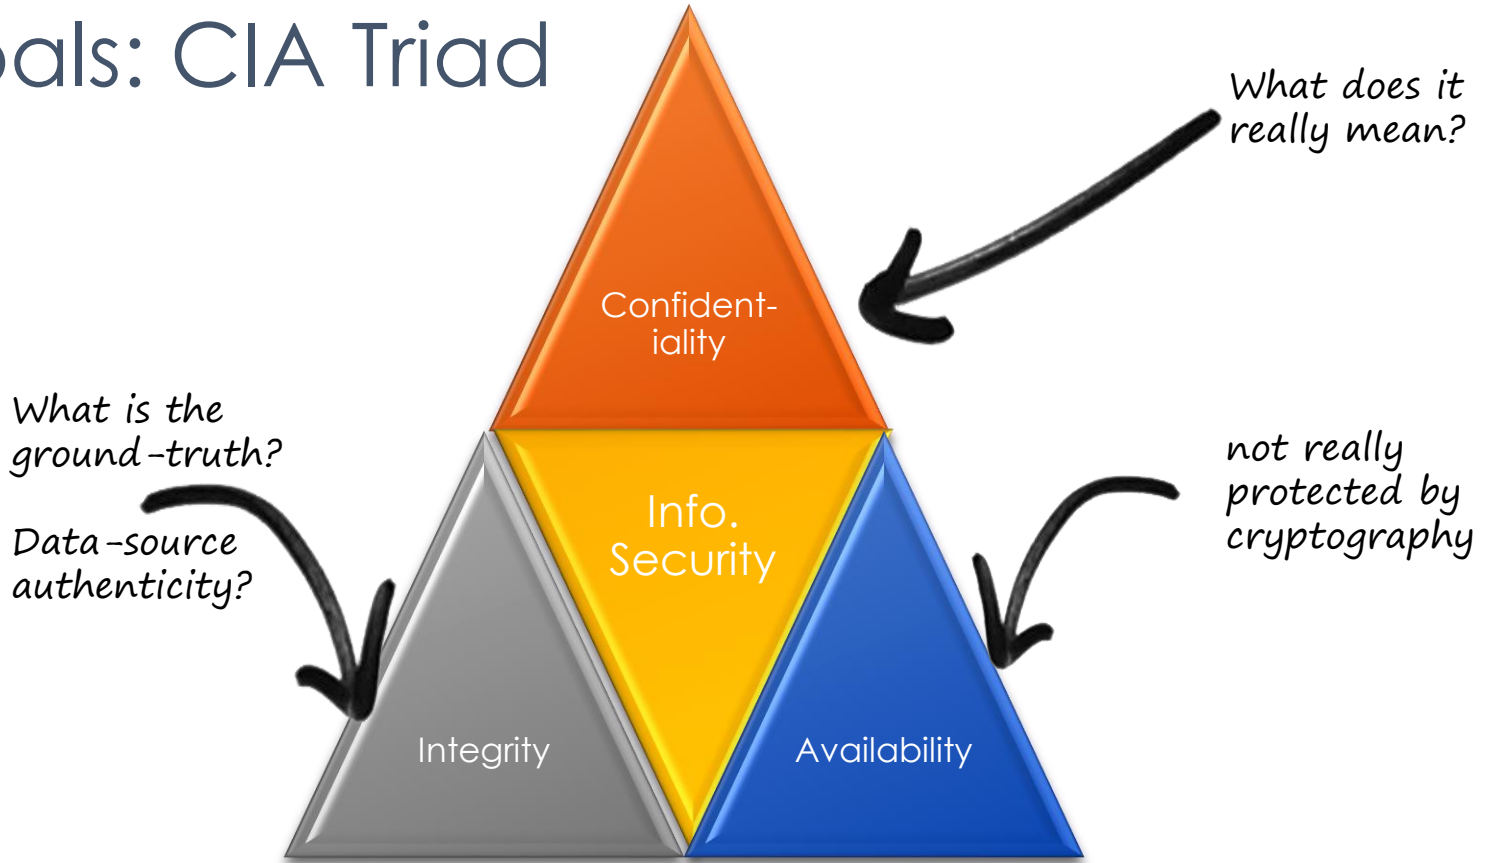 oals: CIA Triad
What does it
really mean?
Confident-
iality
What is the
ground-truth?
Data-source
authenticity?
Info.
Security
not really
protected by
cryptography
Integrity
Availability